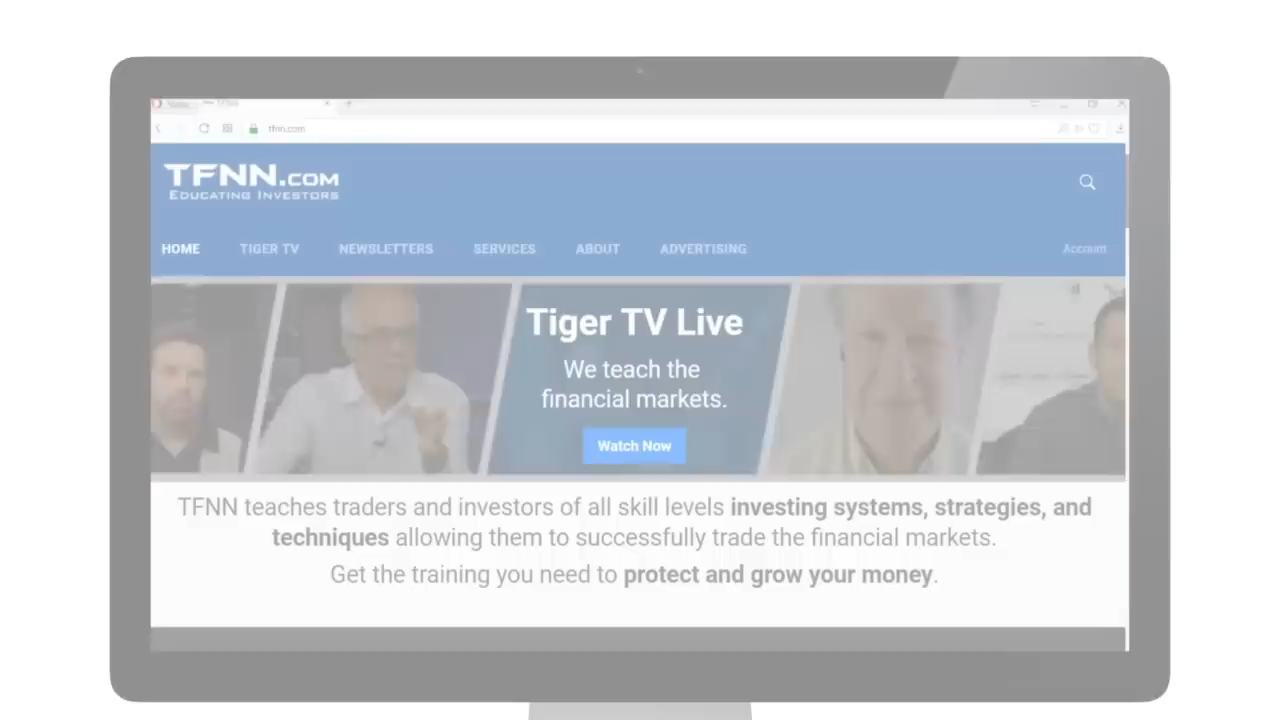 TFNN
tfnn.com
TFNN.COM
EDUCATING INVESTORS
HOME TIGER TV NEWSLETTERS SERVICES ABOUT ADVERTISING Account
Tiger TV Live
We teach the
financial markets.
Watch Now
TFNN teaches traders and investors of all skill levels investing systems, strategies, and
techniques allowing them to successfully trade the financial markets.
Get the training you need to protect and grow your money.